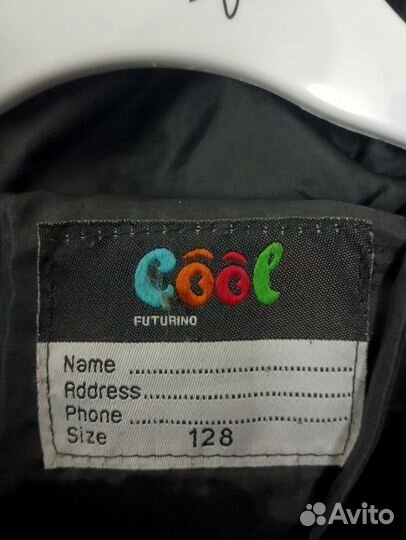 Cool
FUTURINO
Name ........................
Address.....................
Phone .......................
Size 128
Avito